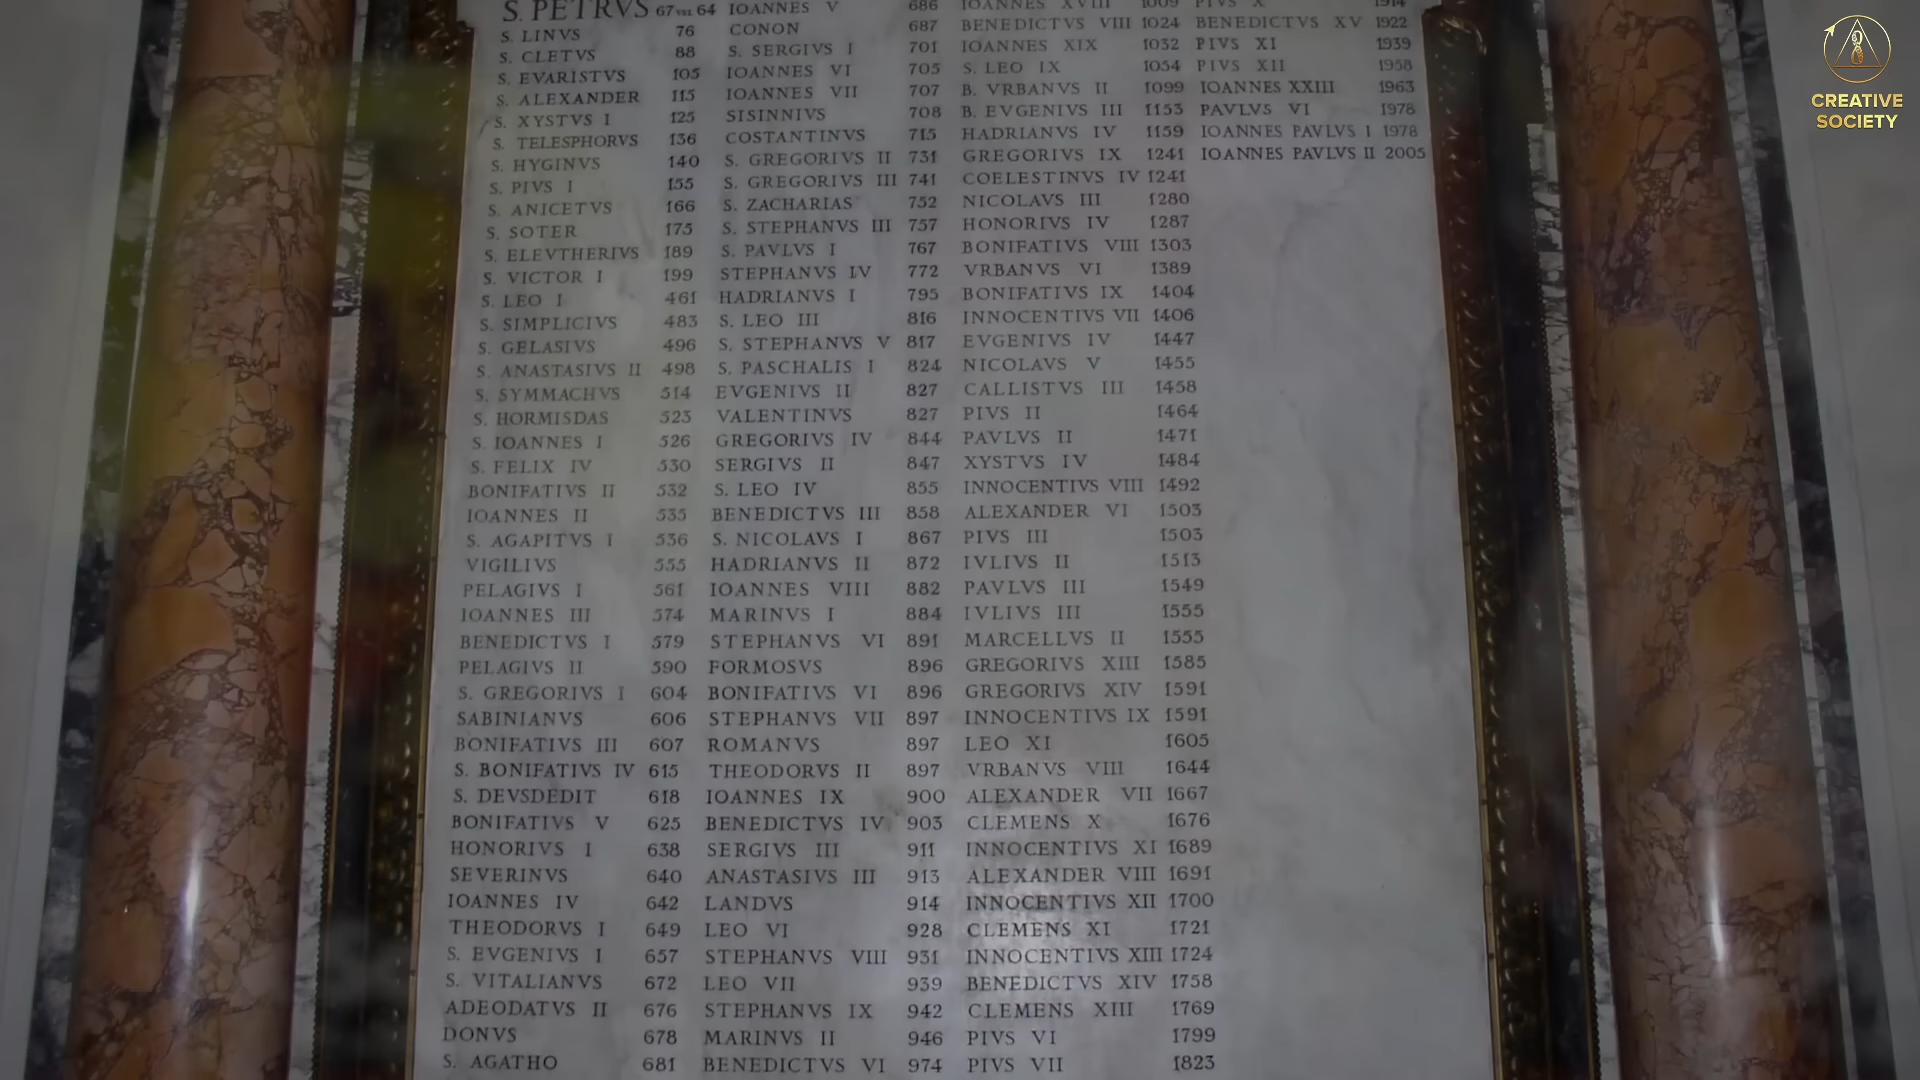 S. PETRVS 67 VEL 64
S. LINVS 76
S. CLETVS 88
S. EVARISTVS 105
S. ALEXANDER 115
S. XYSTVS I 125
S. TELESPHORVS 136
S. HYGINVS 140
S. PIVS I 155
S. ANICETVS 166
S. SOTER 175
S. ELEVTHERIVS 189
S. VICTOR I 199
S. LEO I 461
S. SIMPLICIVS 483
S. GELASIVS 496
S. ANASTASIVS II 498
S. SYMMACHVS 514
S. HORMISDAS 523
S. IOANNES I 526
S. FELIX IV 530
BONIFATIVS II 532
IOANNES II 535
S. AGAPITVS I 536
VIGILIVS 555
PELAGIVS I 561
IOANNES III 574
BENEDICTVS I 579
PELAGIVS II 590
S. GREGORIVS I 604
SABINIANVS 606
BONIFATIVS III 607
S. BONIFATIVS IV 615
S. DEVSDEDIT 618
BONIFATIVS V 625
HONORIVS I 638
SEVERINVS 640
IOANNES IV 642
THEODORVS I 649
S. EVGENIVS I 657
S. VITALIANVS 672
ADEODATVS II 676
DONVS 678
S. AGATHO 681
IOANNES V 686
CONON 687
S. SERGIVS I 701
IOANNES VI 705
IOANNES VII 707
SISINNIVS 708
COSTANTINVS 715
S. GREGORIVS II 731
S. GREGORIVS III 741
S. ZACHARIAS 752
S. STEPHANVS III 757
S. PAVLVS I 767
STEPHANVS IV 772
HADRIANVS I 795
S. LEO III 816
S. STEPHANVS V 817
S. PASCHALIS I 824
EVGENIVS II 827
VALENTINVS 827
GREGORIVS IV 844
SERGIVS II 847
S. LEO IV 855
BENEDICTVS III 858
S. NICOLAVS I 867
HADRIANVS II 872
IOANNES VIII 882
MARINVS I 884
STEPHANVS VI 891
FORMOSVS 896
BONIFATIVS VI 896
STEPHANVS VII 897
ROMANVS 897
THEODORVS II 897
IOANNES IX 900
BENEDICTVS IV 903
SERGIVS III 911
ANASTASIVS III 913
LANDVS 914
LEO VI 928
STEPHANVS VIII 931
LEO VII 939
STEPHANVS IX 942
MARINVS II 946
BENEDICTVS VI 974
IOANNES XVIII 1009
BENEDICTVS VIII 1024
IOANNES XIX 1032
S. LEO IX 1054
B. VRBANVS II 1099
B. EVGENIVS III 1153
HADRIANVS IV 1159
GREGORIVS IX 1241
COELESTINVS IV 1241
NICOLAVS III 1280
HONORIVS IV 1287
BONIFATIVS VIII 1303
VRBANVS VI 1389
BONIFATIVS IX 1404
INNOCENTIVS VII 1406
EVGENIVS IV 1447
NICOLAVS V 1455
CALLISTVS III 1458
PIVS II 1464
PAVLVS II 1471
XYSTVS IV 1484
INNOCENTIVS VIII 1492
ALEXANDER VI 1503
PIVS III 1503
IVLIVS II 1513
PAVLVS III 1549
IVLIVS III 1555
MARCELLVS II 1555
GREGORIVS XIII 1585
GREGORIVS XIV 1591
INNOCENTIVS IX 1591
LEO XI 1605
VRBANVS VIII 1644
ALEXANDER VII 1667
CLEMENS X 1676
INNOCENTIVS XI 1689
ALEXANDER VIII 1691
INNOCENTIVS XII 1700
CLEMENS XI 1721
INNOCENTIVS XIII 1724
BENEDICTVS XIV 1758
CLEMENS XIII 1769
PIVS VI 1799
PIVS VII 1823
PIVS X 1914
BENEDICTVS XV 1922
PIVS XI 1939
PIVS XII 1958
IOANNES XXIII 1963
PAVLVS VI 1978
IOANNES PAVLVS I 1978
IOANNES PAVLVS II 2005
CREATIVE
SOCIETY